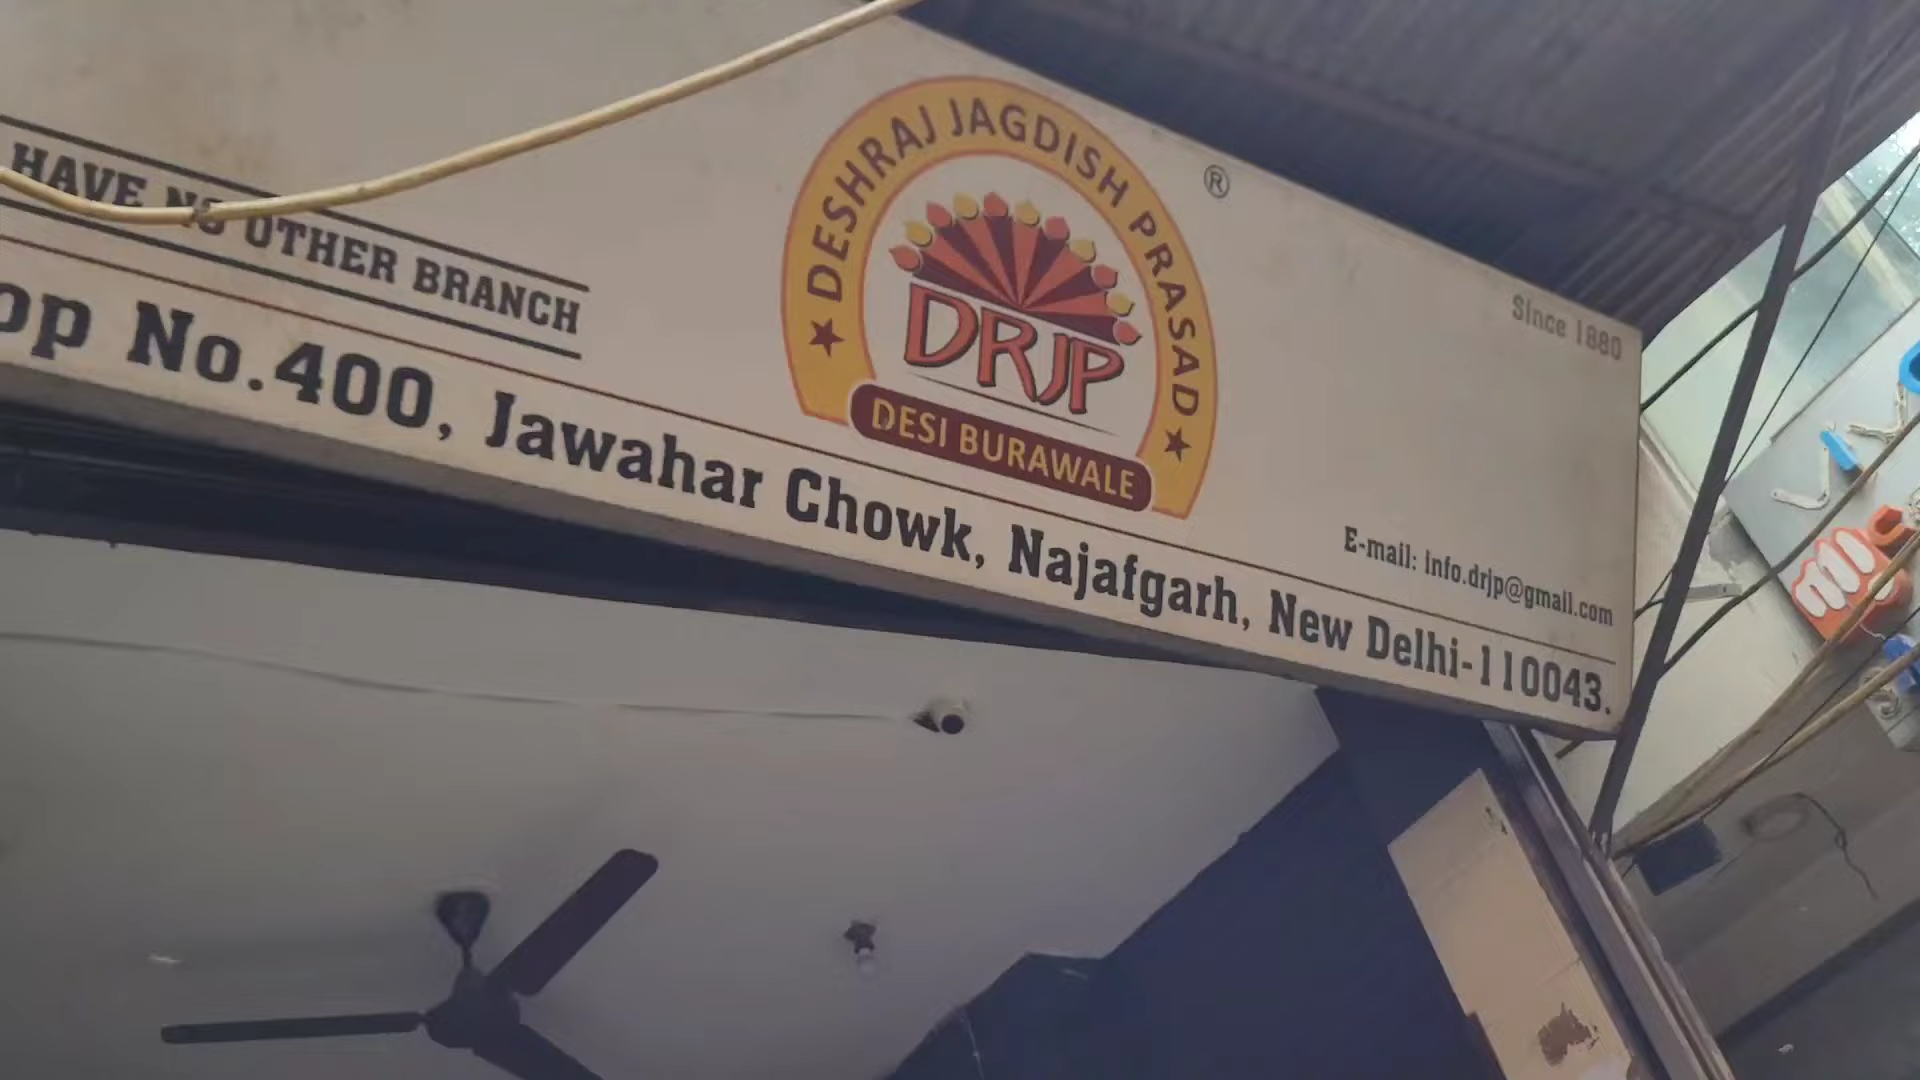 HAVE NO OTHER BRANCH
DESHRAJ JAGDISH PRASAD
®
DRJP
DESI BURAWALE
Since 1880
E-mail: info.drjp@gmail.com
No.400, Jawahar Chowk, Najafgarh, New Delhi-110043.